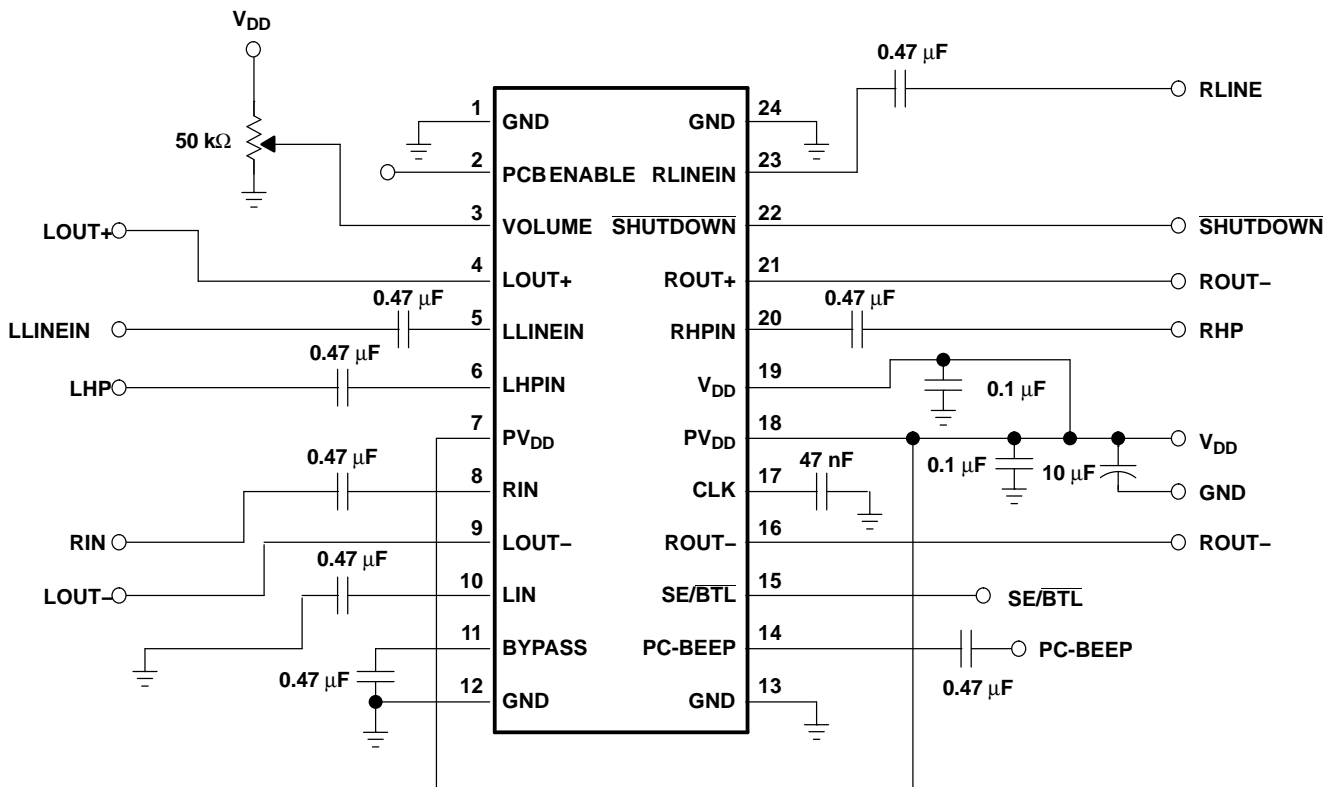 V_DD
50 kΩ
LOUT+
LLINEIN
LHP
RIN
LOUT−
0.47 µF
0.47 µF
0.47 µF
0.47 µF
0.47 µF
1 GND
2 PCB ENABLE
3 VOLUME
4 LOUT+
5 LLINEIN
6 LHPIN
7 PV_DD
8 RIN
9 LOUT−
10 LIN
11 BYPASS
12 GND
GND 24
RLINEIN 23
SHUTDOWN 22
ROUT+ 21
RHPIN 20
V_DD 19
PV_DD 18
CLK 17
ROUT− 16
SE/BTL 15
PC-BEEP 14
GND 13
0.47 µF
RLINE
SHUTDOWN
ROUT−
0.47 µF
RHP
0.1 µF
V_DD
0.1 µF
10 µF
47 nF
GND
ROUT−
SE/BTL
PC-BEEP
0.47 µF